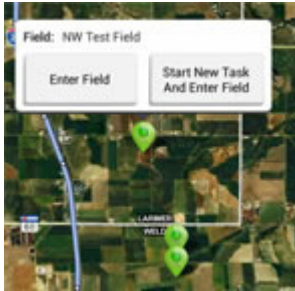 Field: NW Test Field
Enter Field
Start New Task
And Enter Field
LARIMER
WELD